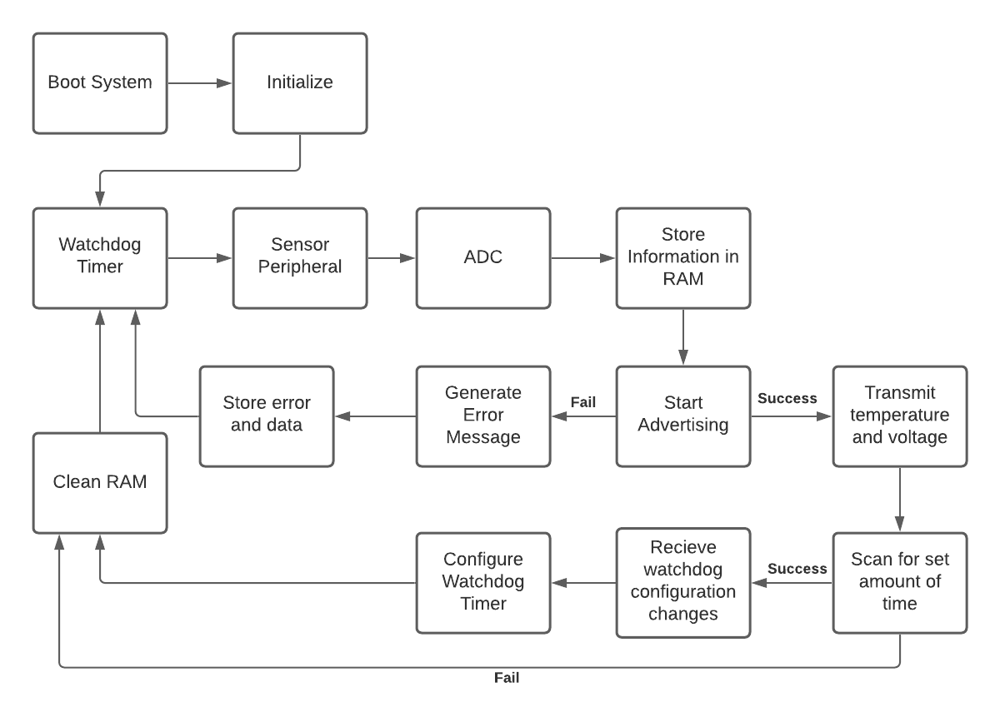 Boot System
Initialize
Watchdog
Timer
Sensor
Peripheral
ADC
Store
Information in
RAM
Store error
and data
Generate
Error
Message
Fail
Start
Advertising
Success
Transmit
temperature
and voltage
Clean RAM
Configure
Watchdog
Timer
Recieve
watchdog
configuration
changes
Success
Scan for set
amount of
time
Fail